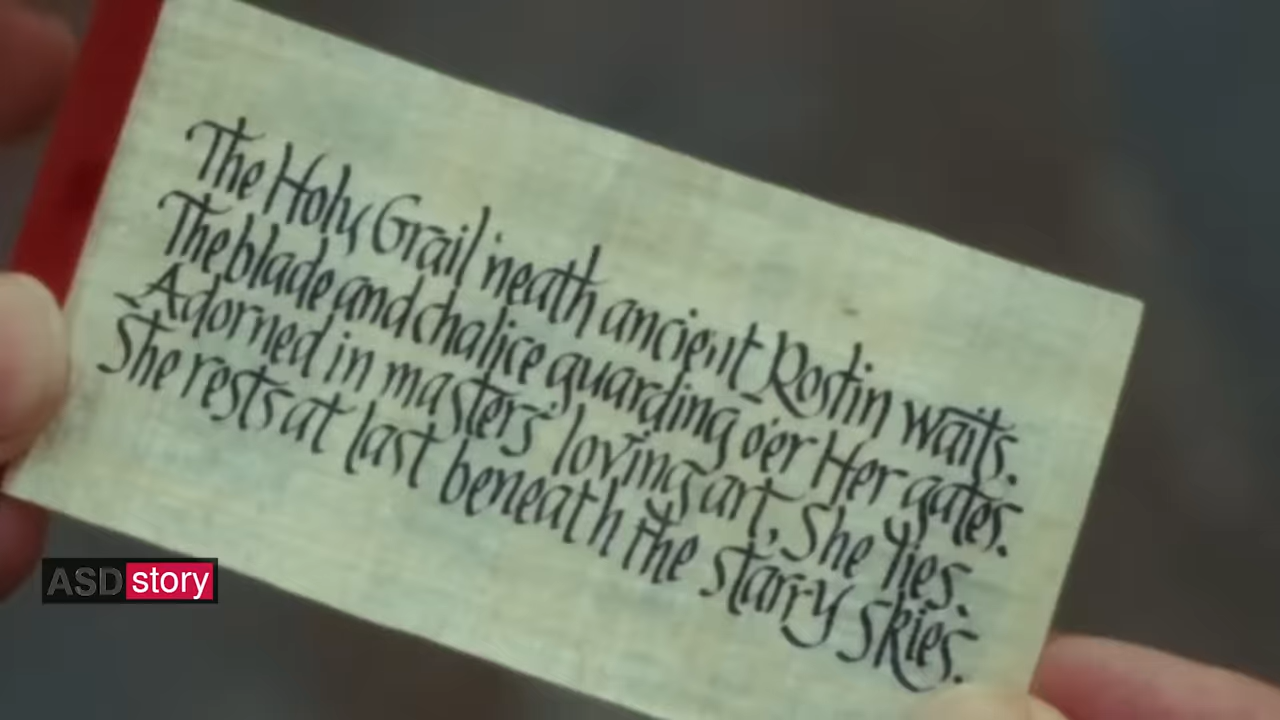 The Holy Grail 'neath ancient Roslin waits.
The blade and chalice guarding o'er Her gates.
Adorned in masters' loving art, She lies.
She rests at last beneath the starry skies.
ASD story